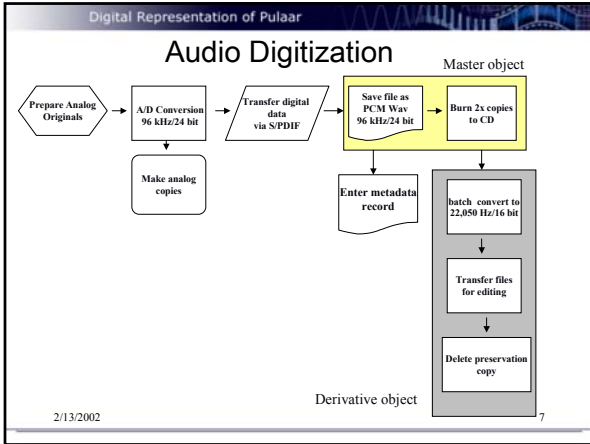 Digital Representation of Pulaar
Audio Digitization
Master object
Prepare Analog
Originals
A/D Conversion
96 kHz/24 bit
Transfer digital
data
via S/PDIF
Save file as
PCM Wav
96 kHz/24 bit
Burn 2x copies
to CD
Make analog
copies
Enter metadata
record
batch convert to
22,050 Hz/16 bit
Transfer files
for editing
Delete preservation
copy
Derivative object
2/13/2002
7